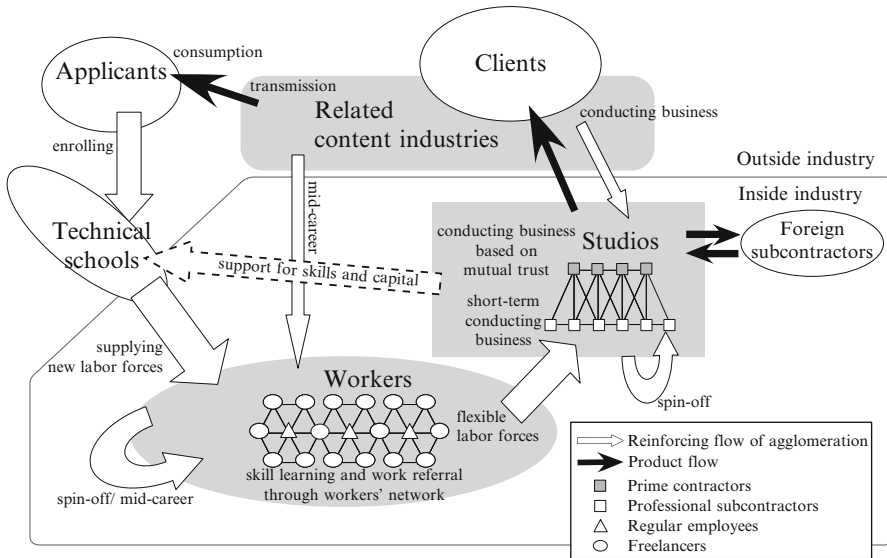 consumption
Applicants
transmission
Clients
Related
content industries
conducting business
enrolling
Outside industry
Inside industry
mid-career
Technical
schools
support for skills and capital
conducting business
based on
mutual trust
Studios
Foreign
subcontractors
short-term
conducting
business
supplying
new labor forces
Workers
flexible
labor forces
spin-off
skill learning and work referral
through workers' network
spin-off/ mid-career
Reinforcing flow of agglomeration
Product flow
Prime contractors
Professional subcontractors
Regular employees
Freelancers